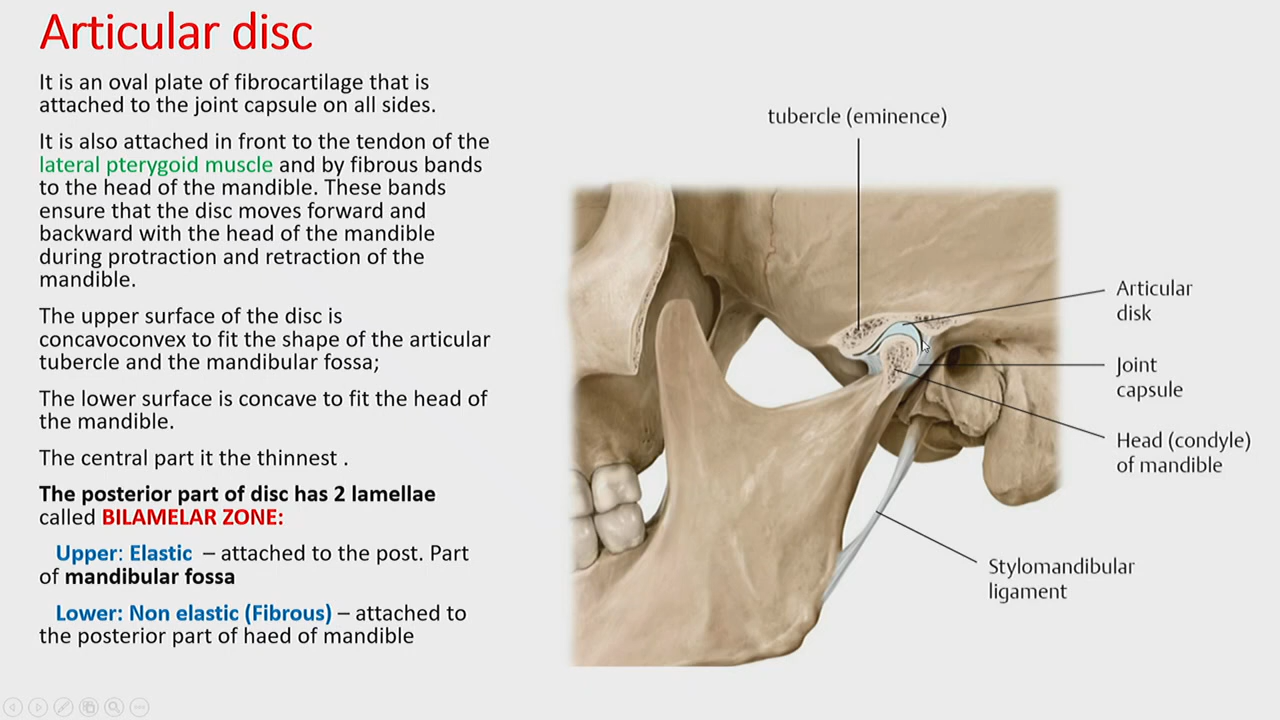 Articular disc
It is an oval plate of fibrocartilage that is
attached to the joint capsule on all sides.
It is also attached in front to the tendon of the
lateral pterygoid muscle and by fibrous bands
to the head of the mandible. These bands
ensure that the disc moves forward and
backward with the head of the mandible
during protraction and retraction of the
mandible.
The upper surface of the disc is
concavoconvex to fit the shape of the articular
tubercle and the mandibular fossa;
The lower surface is concave to fit the head of
the mandible.
The central part it the thinnest .
The posterior part of disc has 2 lamellae
called BILAMELAR ZONE:
Upper: Elastic – attached to the post. Part
of mandibular fossa
Lower: Non elastic (Fibrous) – attached to
the posterior part of haed of mandible
tubercle (eminence)
Articular
disk
Joint
capsule
Head (condyle)
of mandible
Stylomandibular
ligament